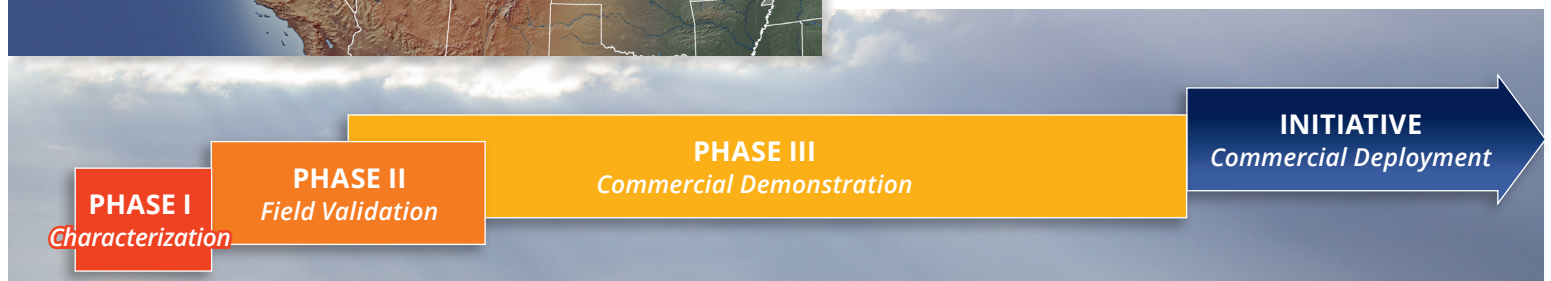 PHASE I
Characterization
PHASE II
Field Validation
PHASE III
Commercial Demonstration
INITIATIVE
Commercial Deployment